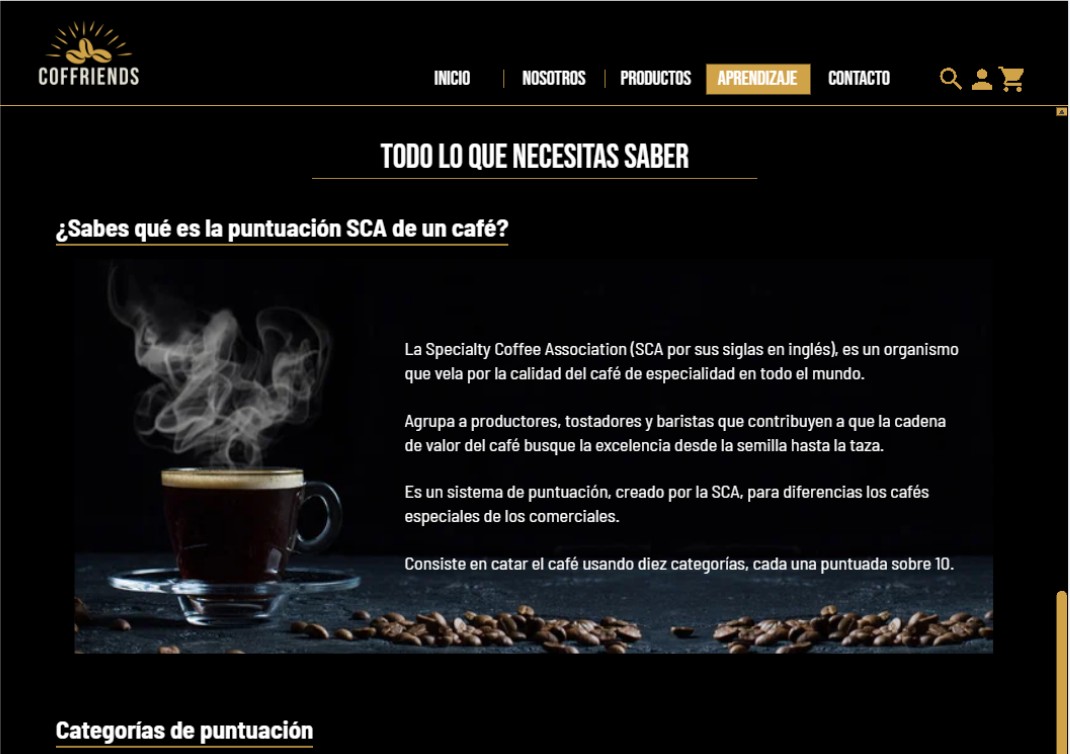 COFFRIENDS
INICIO
NOSOTROS
PRODUCTOS
APRENDIZAJE
CONTACTO
TODO LO QUE NECESITAS SABER
¿Sabes qué es la puntuación SCA de un café?
La Specialty Coffee Association (SCA por sus siglas en inglés), es un organismo
que vela por la calidad del café de especialidad en todo el mundo.
Agrupa a productores, tostadores y baristas que contribuyen a que la cadena
de valor del café busque la excelencia desde la semilla hasta la taza.
Es un sistema de puntuación, creado por la SCA, para diferencias los cafés
especiales de los comerciales.
Consiste en catar el café usando diez categorías, cada una puntuada sobre 10.
Categorías de puntuación